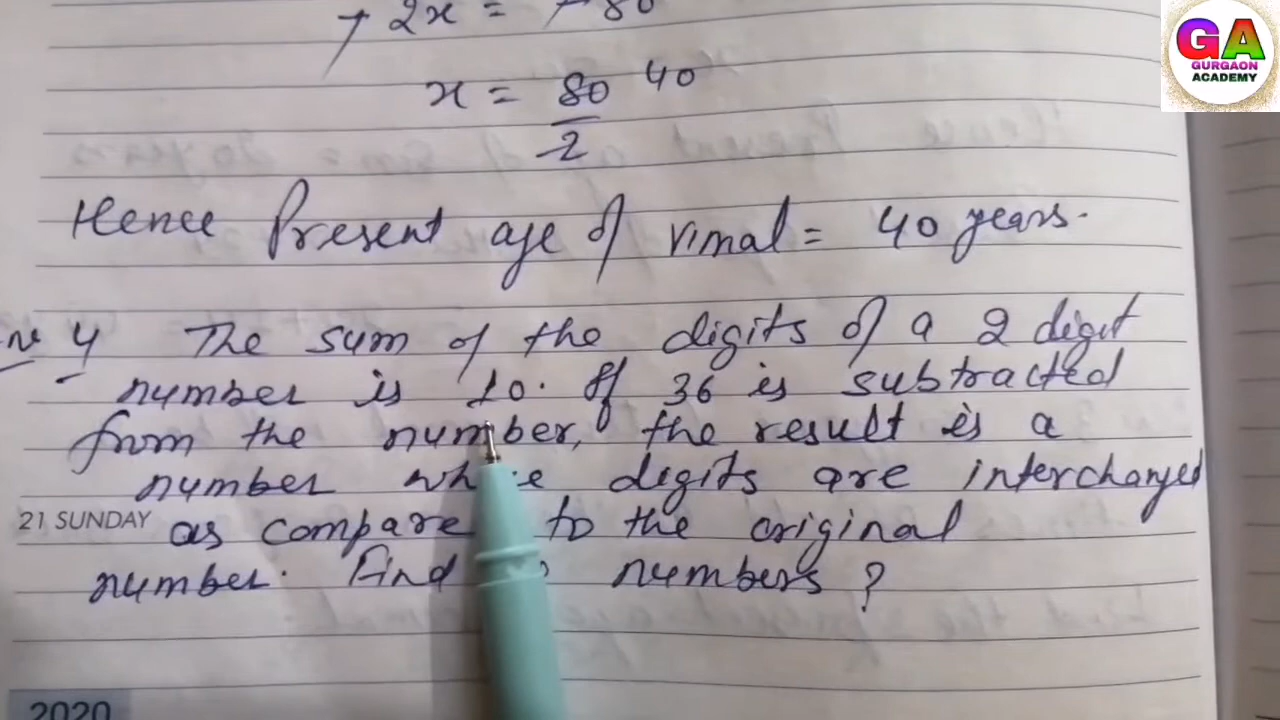 2x = 80
x = 80 40
2
Hence Present age of vimal = 40 years.
4 The sum of the digits of a 2 digit
number is 10. If 36 is subtracted
from the number, the result is a
number digits are interchanged
21 SUNDAY as compare to the original
number. Find numbers ?
2020
GA
GURGAON
ACADEMY